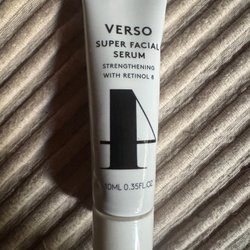 VERSO
SUPER FACIAL
SERUM
STRENGTHENING
WITH RETINOL 8
4
10ML 0.35FL.OZ